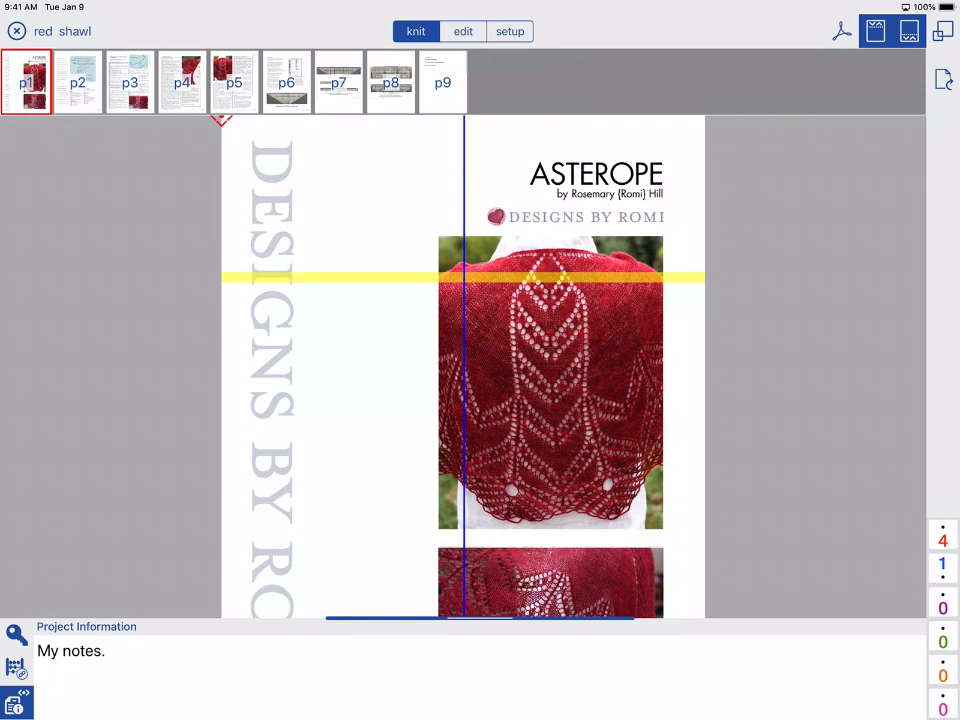 9:41 AM Tue Jan 9
100%
red shawl
knit
edit
setup
p1
p2
p3
p4
p5
p6
p7
p8
p9
DESIGNS BY RO
ASTEROPE
by Rosemary {Romi} Hill
DESIGNS BY ROMI
4
1
0
0
0
0
Project Information
My notes.